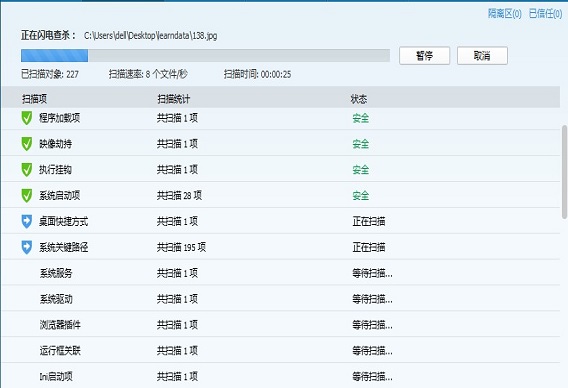 隔离区(0) 已信任(0)
正在闪电查杀： C:\Users\dell\Desktop\learndata\138.jpg
暂停 取消
已扫描对象: 227 扫描速率: 8 个文件/秒 扫描时间: 00:00:25
扫描项 扫描统计 状态
程序加载项 共扫描 1 项 安全
映像劫持 共扫描 1 项 安全
执行挂钩 共扫描 1 项 安全
系统启动项 共扫描 28 项 安全
桌面快捷方式 共扫描 1 项 正在扫描
系统关键路径 共扫描 195 项 正在扫描
系统服务 共扫描 1 项 等待扫描...
系统驱动 共扫描 1 项 等待扫描...
浏览器插件 共扫描 1 项 等待扫描...
运行框关联 共扫描 1 项 等待扫描...
Ini启动项 共扫描 1 项 等待扫描...